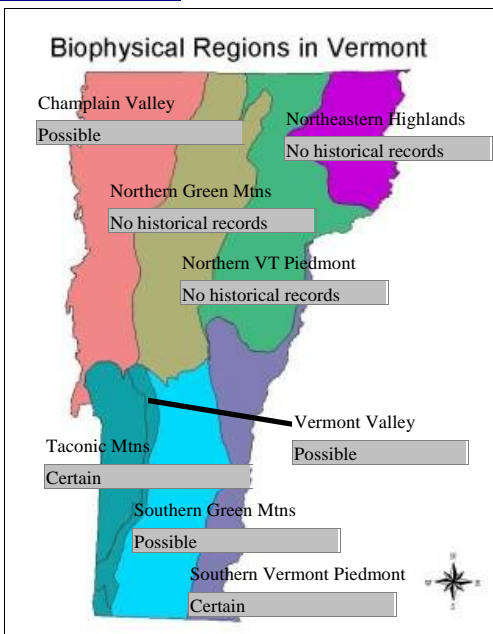 Biophysical Regions in Vermont
Champlain Valley
Possible
Northeastern Highlands
No historical records
Northern Green Mtns
No historical records
Northern VT Piedmont
No historical records
Vermont Valley
Possible
Taconic Mtns
Certain
Southern Green Mtns
Possible
Southern Vermont Piedmont
Certain
N
W E
S